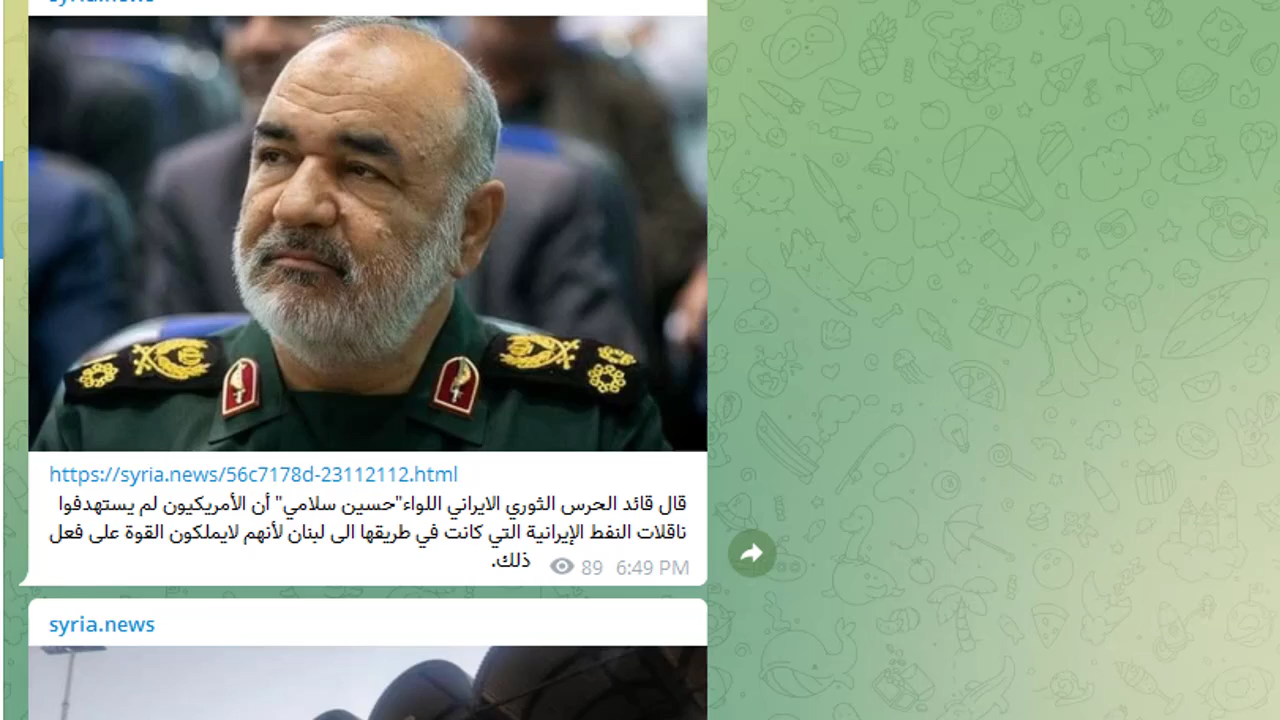 syria.news
https://syria.news/56c7178d-23112112.html
قال قائد الحرس الثوري الايراني اللواء"حسين سلامي" أن الأمريكيون لم يستهدفوا
ناقلات النفط الإيرانية التي كانت في طريقها الى لبنان لأنهم لايملكون القوة على فعل
ذلك.
89 6:49 PM
syria.news